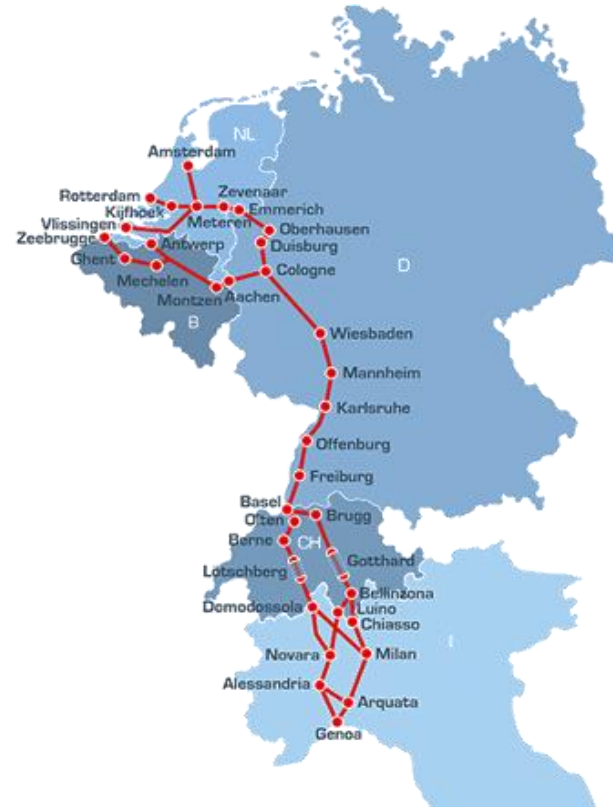 NL
Amsterdam
Rotterdam
Zevenaar
Kijfhoek
Meteren
Emmerich
Vlissingen
Oberhausen
Zeebrugge
Antwerp
Duisburg
Ghent
Cologne
D
Mechelen
Montzen
Aachen
B
Wiesbaden
Mannheim
Karlsruhe
Offenburg
Freiburg
Basel
Olten
Brugg
Berne
CH
Gotthard
Lötschberg
Bellinzona
Domodossola
Luino
Chiasso
I
Novara
Milan
Alessandria
Arquata
Genoa